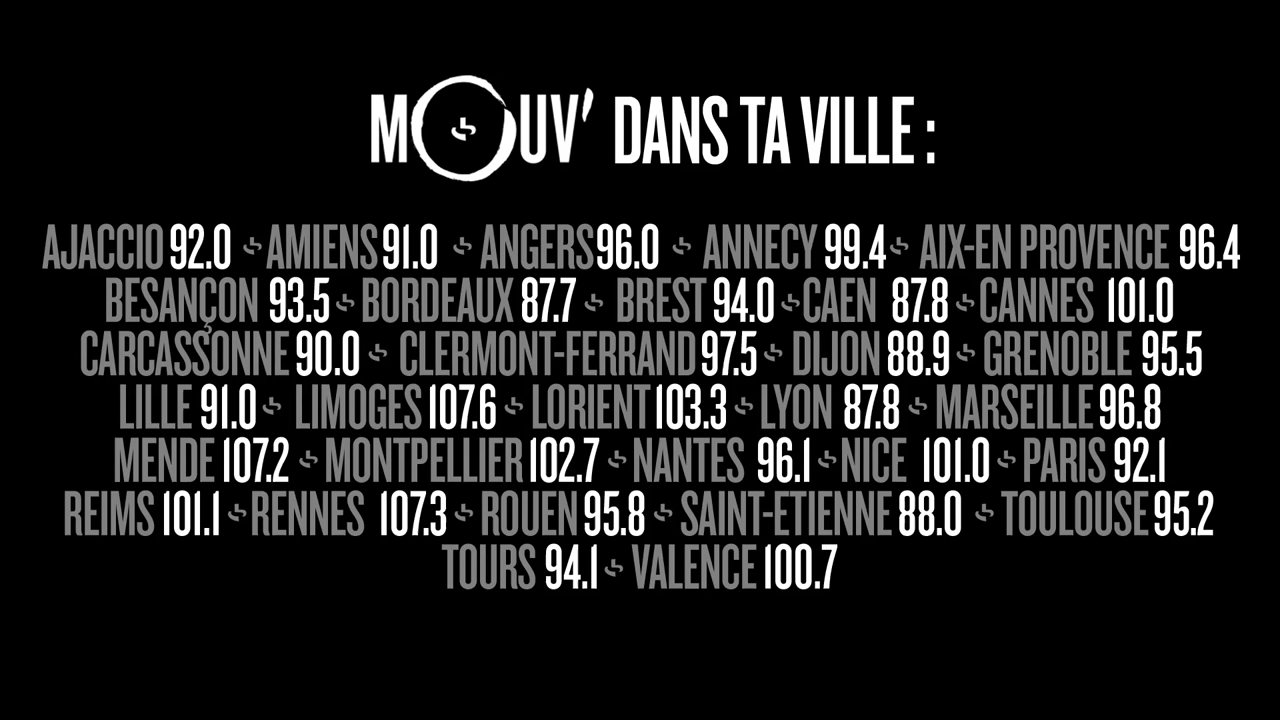 MOUV' DANS TA VILLE :
AJACCIO 92.0 AMIENS 91.0 ANGERS 96.0 ANNECY 99.4 AIX-EN PROVENCE 96.4
BESANÇON 93.5 BORDEAUX 87.7 BREST 94.0 CAEN 87.8 CANNES 101.0
CARCASSONNE 90.0 CLERMONT-FERRAND 97.5 DIJON 88.9 GRENOBLE 95.5
LILLE 91.0 LIMOGES 107.6 LORIENT 103.3 LYON 87.8 MARSEILLE 96.8
MENDE 107.2 MONTPELLIER 102.7 NANTES 96.1 NICE 101.0 PARIS 92.1
REIMS 101.1 RENNES 107.3 ROUEN 95.8 SAINT-ETIENNE 88.0 TOULOUSE 95.2
TOURS 94.1 VALENCE 100.7